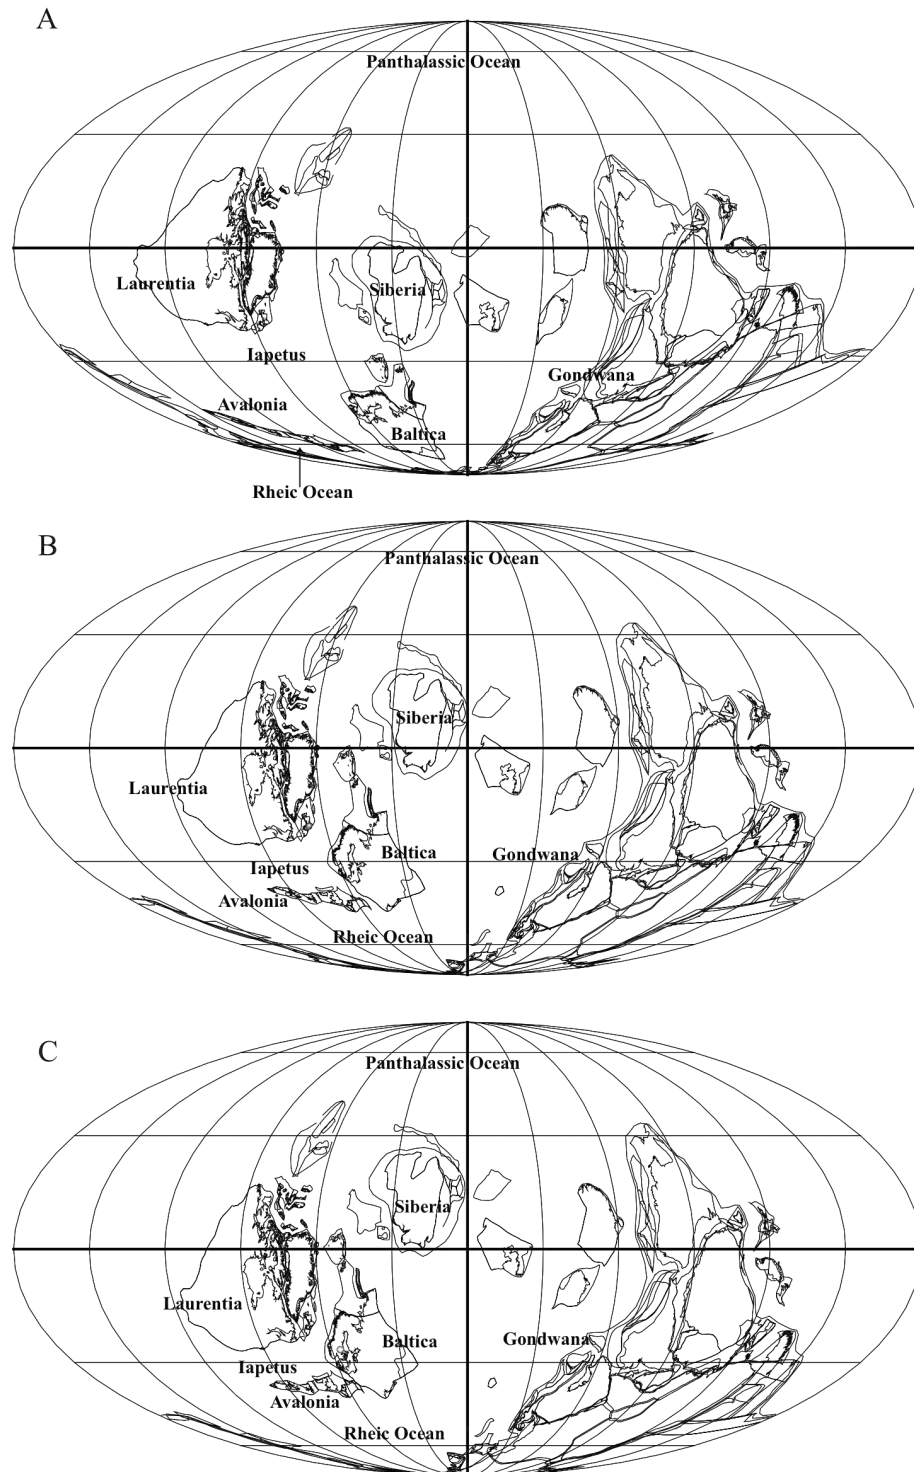 A
Panthalassic Ocean
Laurentia
Siberia
Iapetus
Gondwana
Avalonia
Baltica
Rheic Ocean
B
Panthalassic Ocean
Siberia
Laurentia
Baltica
Gondwana
Iapetus
Avalonia
Rheic Ocean
C
Panthalassic Ocean
Siberia
Laurentia
Gondwana
Baltica
Iapetus
Avalonia
Rheic Ocean